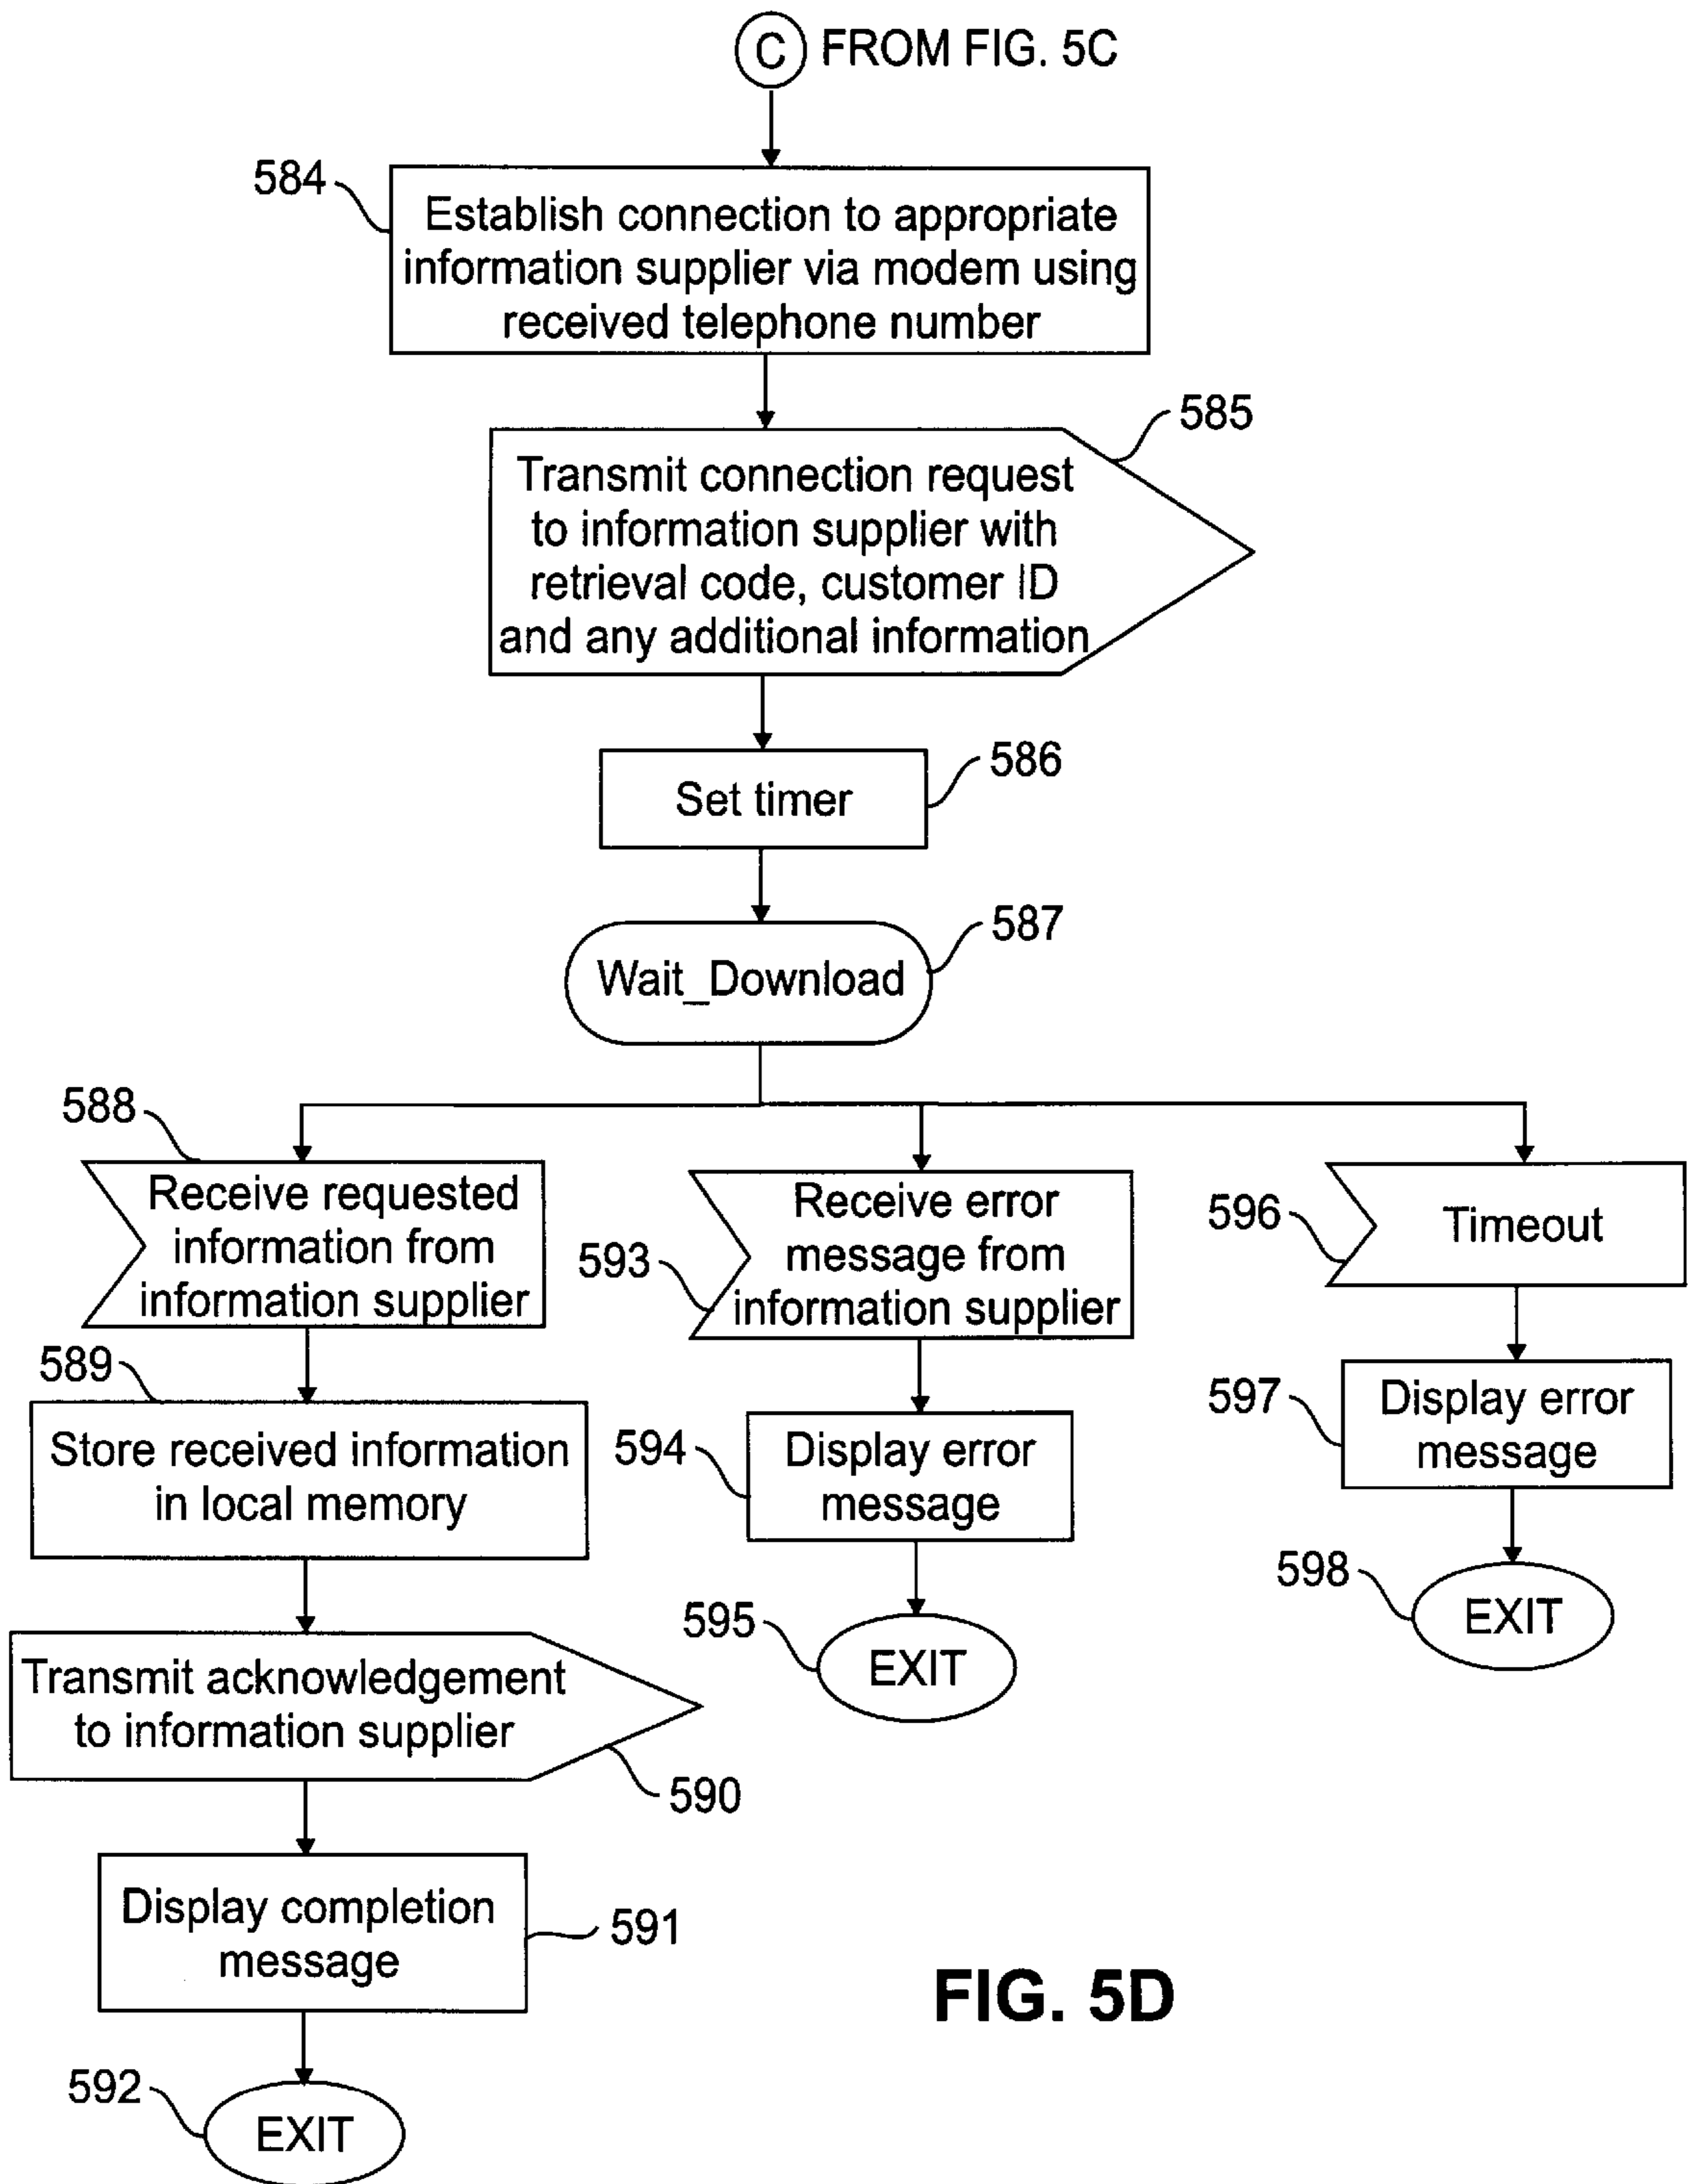 C FROM FIG. 5C
584
Establish connection to appropriate
information supplier via modem using
received telephone number
585
Transmit connection request
to information supplier with
retrieval code, customer ID
and any additional information
586
Set timer
587
Wait_Download
588
Receive requested
information from
information supplier
589
Store received information
in local memory
Transmit acknowledgement
to information supplier
590
Display completion
message
591
592
EXIT
593
Receive error
message from
information supplier
594
Display error
message
595
EXIT
596
Timeout
597
Display error
message
598
EXIT
FIG. 5D